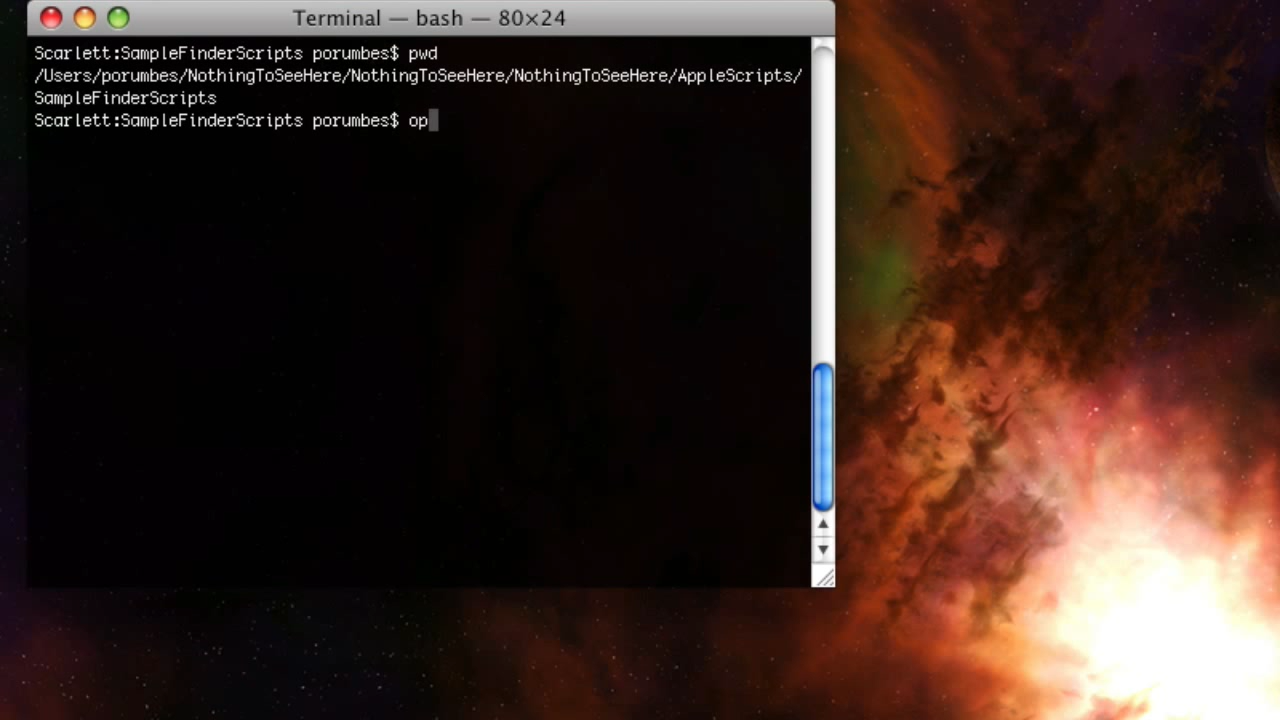 Terminal — bash — 80×24
Scarlett:SampleFinderScripts porumbes$ pwd
/Users/porumbes/NothingToSeeHere/NothingToSeeHere/NothingToSeeHere/AppleScripts/
SampleFinderScripts
Scarlett:SampleFinderScripts porumbes$ op